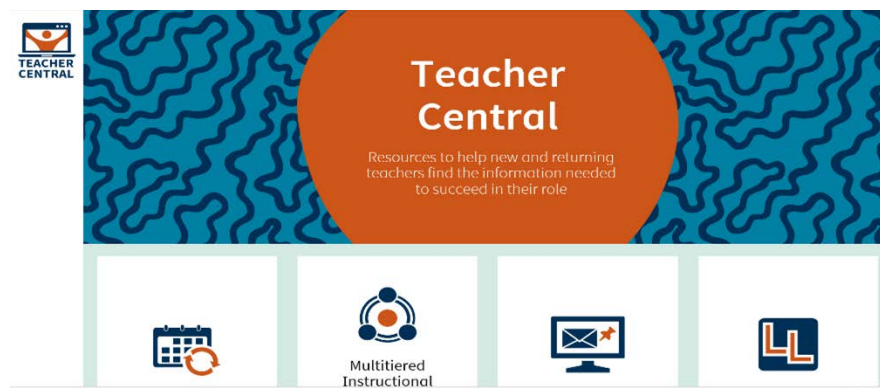 TEACHER
CENTRAL
Teacher
Central
Resources to help new and returning
teachers find the information needed
to succeed in their role
Multitiered
Instructional
LL